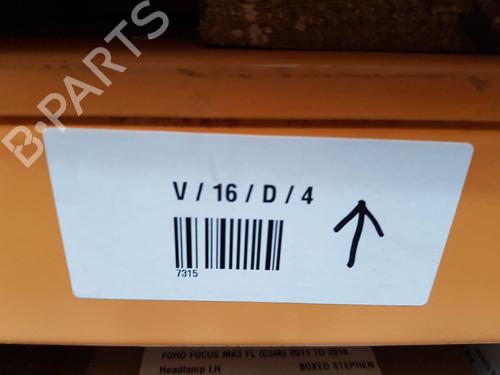 B-PARTS
V / 16 / D / 4
7315
FORD FOCUS MK3 FL (C346) 2011 TO 2018
Headlamp LH BOXED STEPHEN